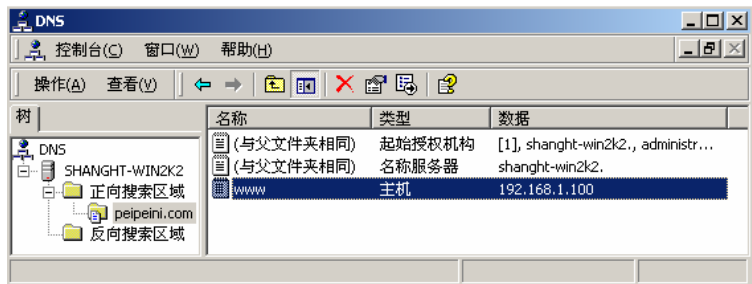 DNS
控制台(C) 窗口(W) 帮助(H)
操作(A) 查看(V)
树
名称 类型 数据
DNS
SHANGHT-WIN2K2
正向搜索区域
peipeini.com
反向搜索区域
(与父文件夹相同) 起始授权机构 [1], shanght-win2k2., administr...
(与父文件夹相同) 名称服务器 shanght-win2k2.
www 主机 192.168.1.100